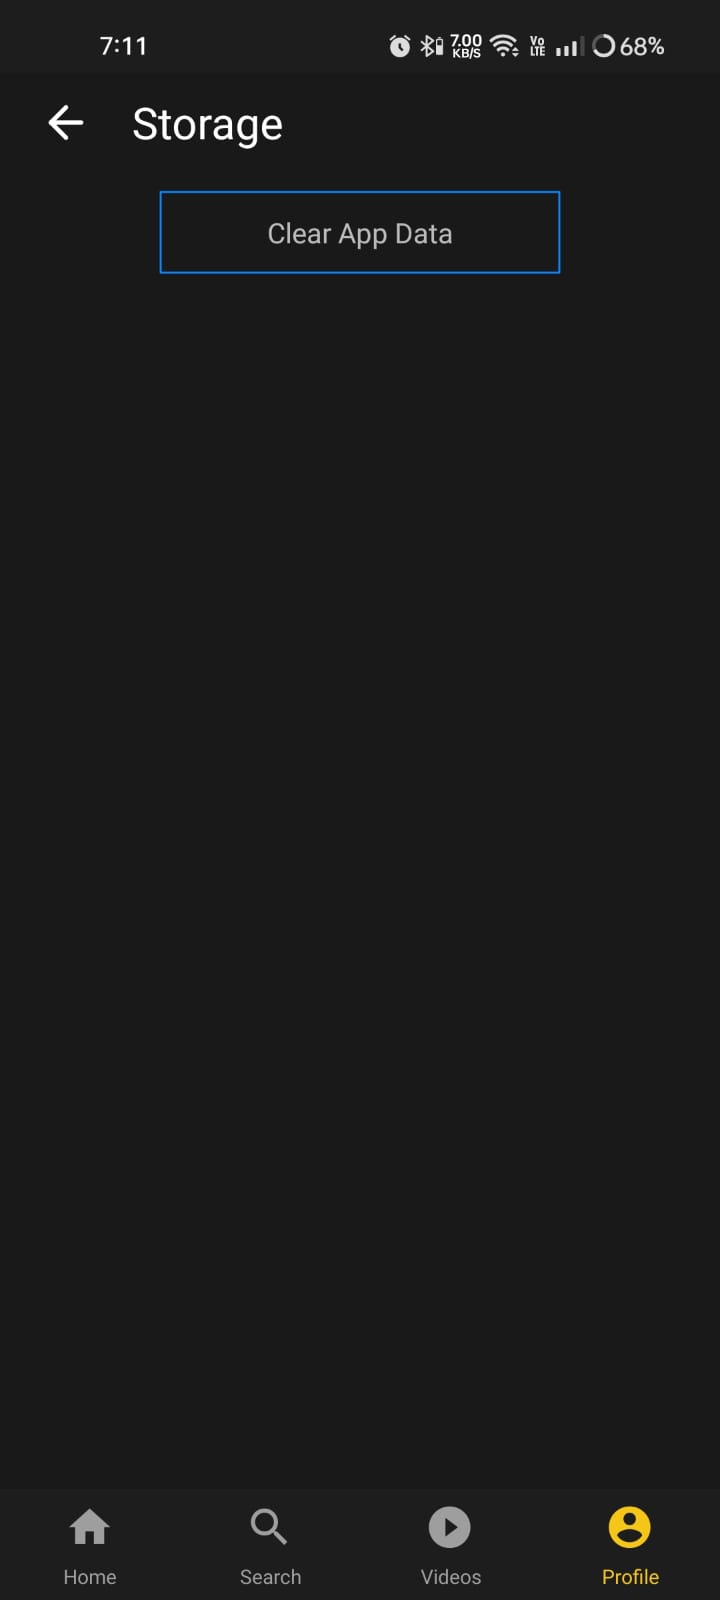 7:11
7.00
KB/S
Vo
LTE
68%
Storage
Clear App Data
Home
Search
Videos
Profile